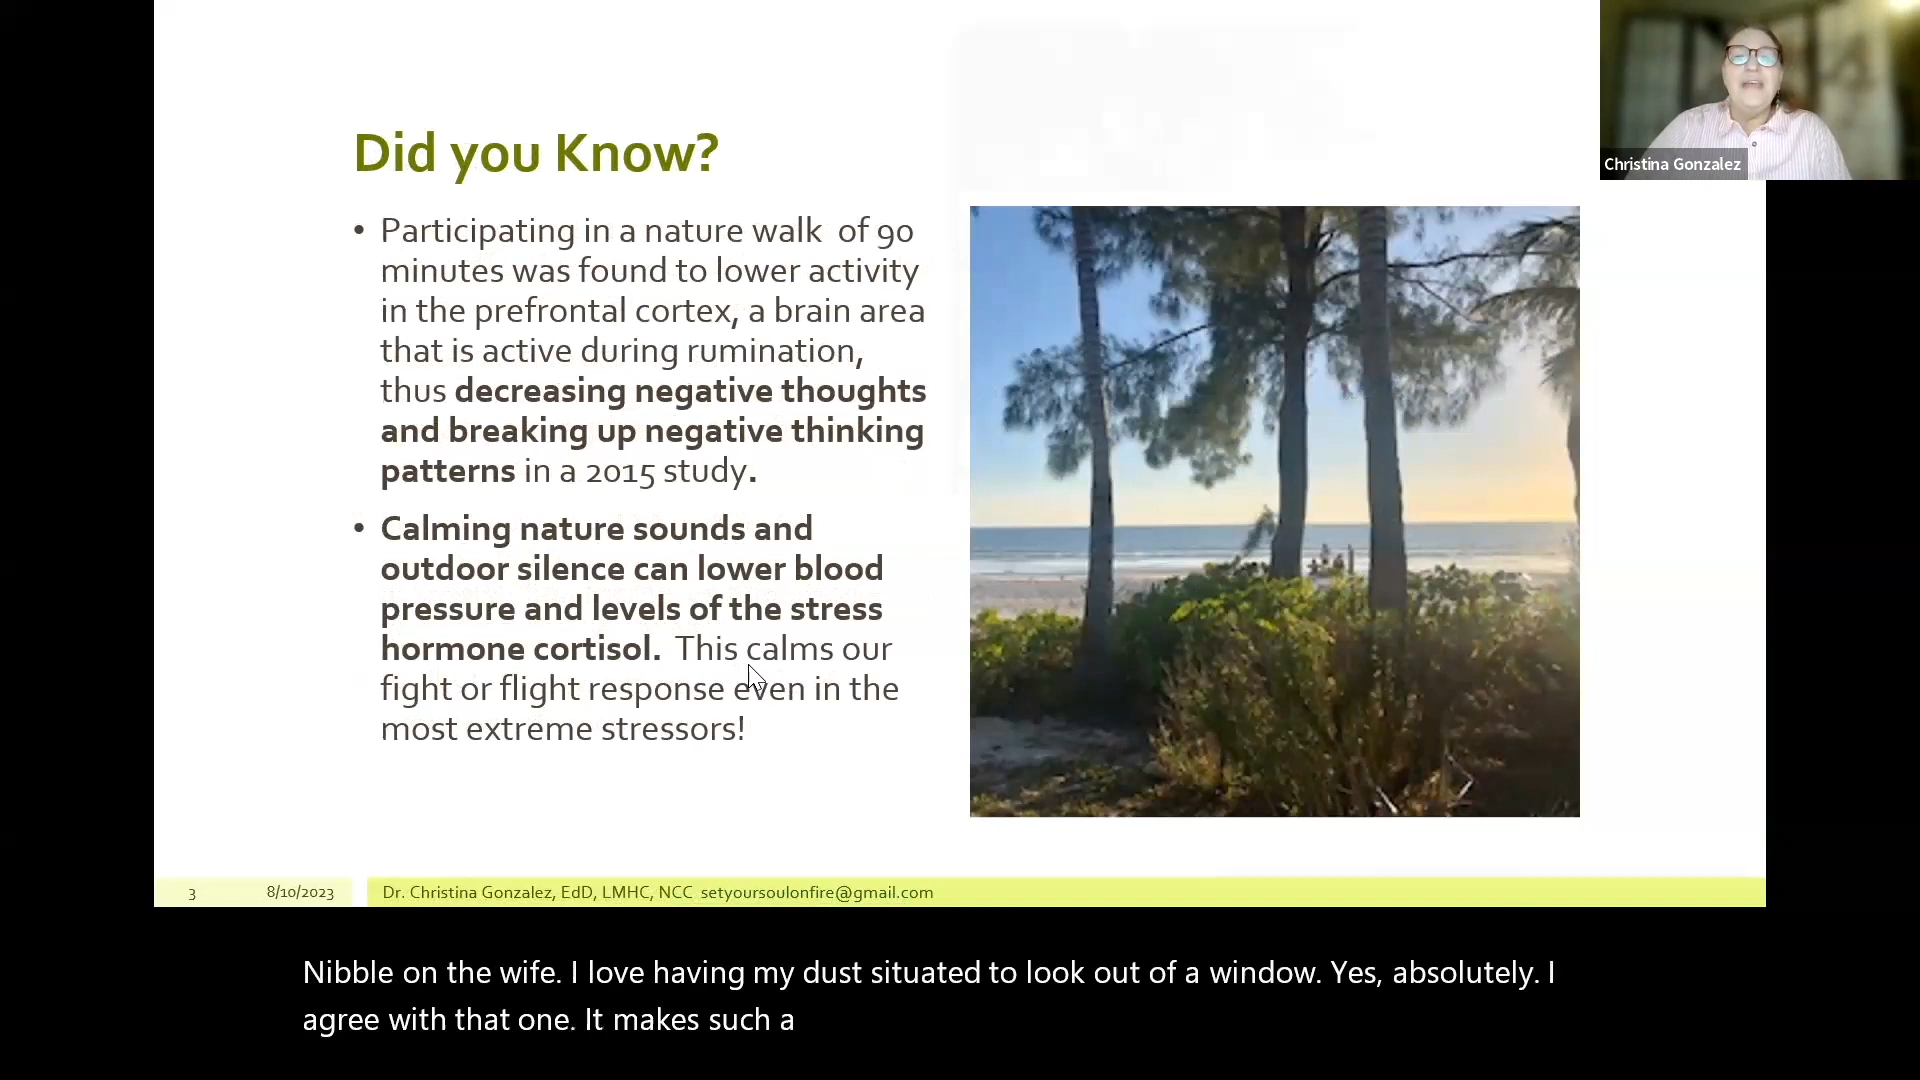 Did you Know?
Christina Gonzalez
• Participating in a nature walk  of 90
minutes was found to lower activity
in the prefrontal cortex, a brain area
that is active during rumination,
thus decreasing negative thoughts
and breaking up negative thinking
patterns in a 2015 study.
• Calming nature sounds and
outdoor silence can lower blood
pressure and levels of the stress
hormone cortisol.  This calms our
fight or flight response even in the
most extreme stressors!
3 8/10/2023 Dr. Christina Gonzalez, EdD, LMHC, NCC  setyoursoulonfire@gmail.com
Nibble on the wife. I love having my dust situated to look out of a window. Yes, absolutely. I
agree with that one. It makes such a